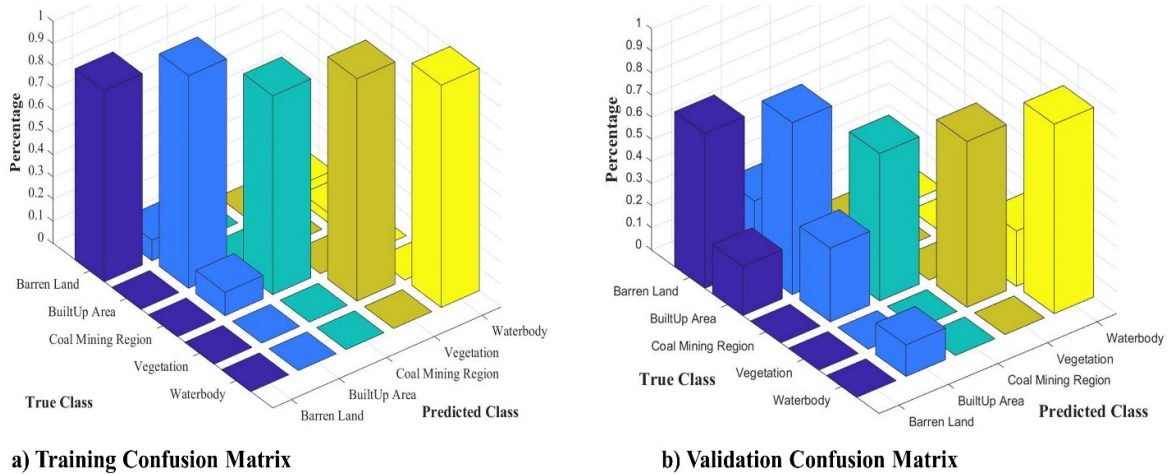 1
0.9
0.8
0.7
0.6
0.5
0.4
0.3
0.2
0.1
0
Percentage
Barren Land
BuiltUp Area
Coal Mining Region
Vegetation
Waterbody
True Class
Waterbody
Vegetation
Coal Mining Region
BuiltUp Area
Barren Land
Predicted Class
a) Training Confusion Matrix
1
0.9
0.8
0.7
0.6
0.5
0.4
0.3
0.2
0.1
0
Percentage
Barren Land
BuiltUp Area
Coal Mining Region
Vegetation
Waterbody
True Class
Waterbody
Vegetation
Coal Mining Region
BuiltUp Area
Barren Land
Predicted Class
b) Validation Confusion Matrix